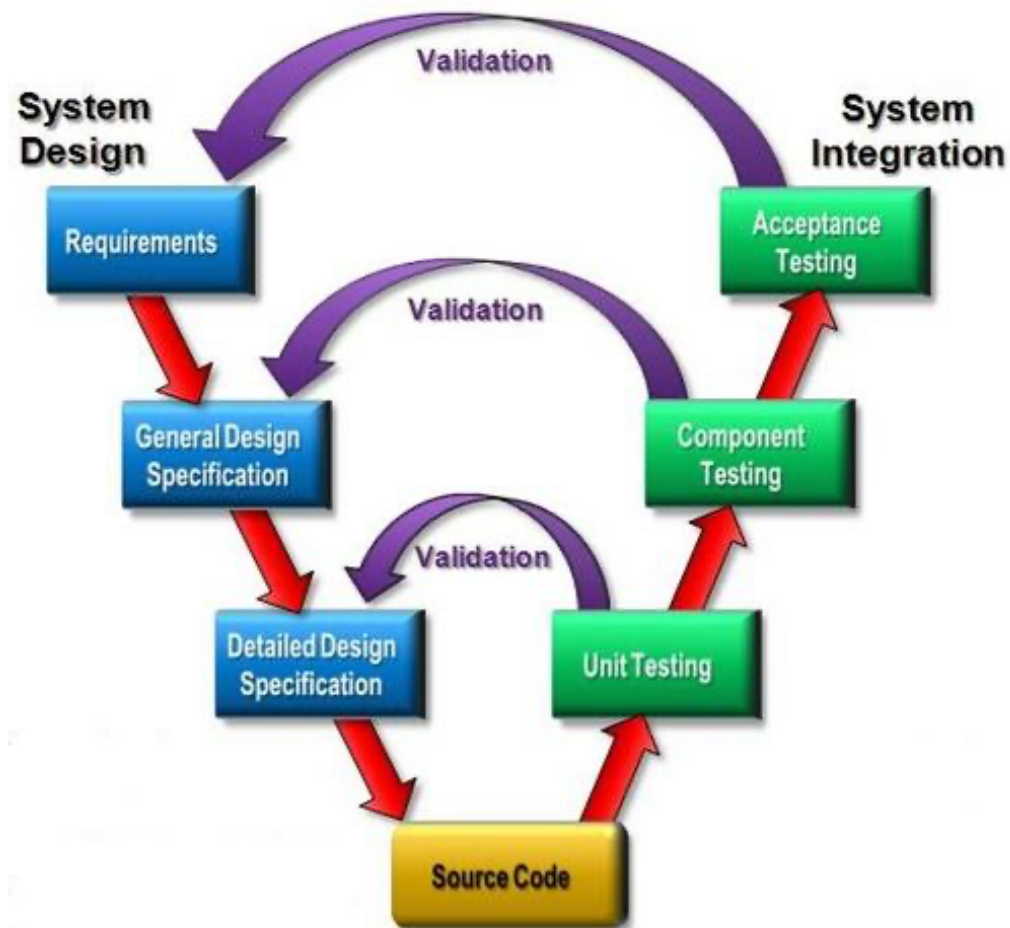 Validation
System
Design
System
Integration
Requirements
Acceptance
Testing
Validation
General Design
Specification
Component
Testing
Validation
Detailed Design
Specification
Unit Testing
Source Code